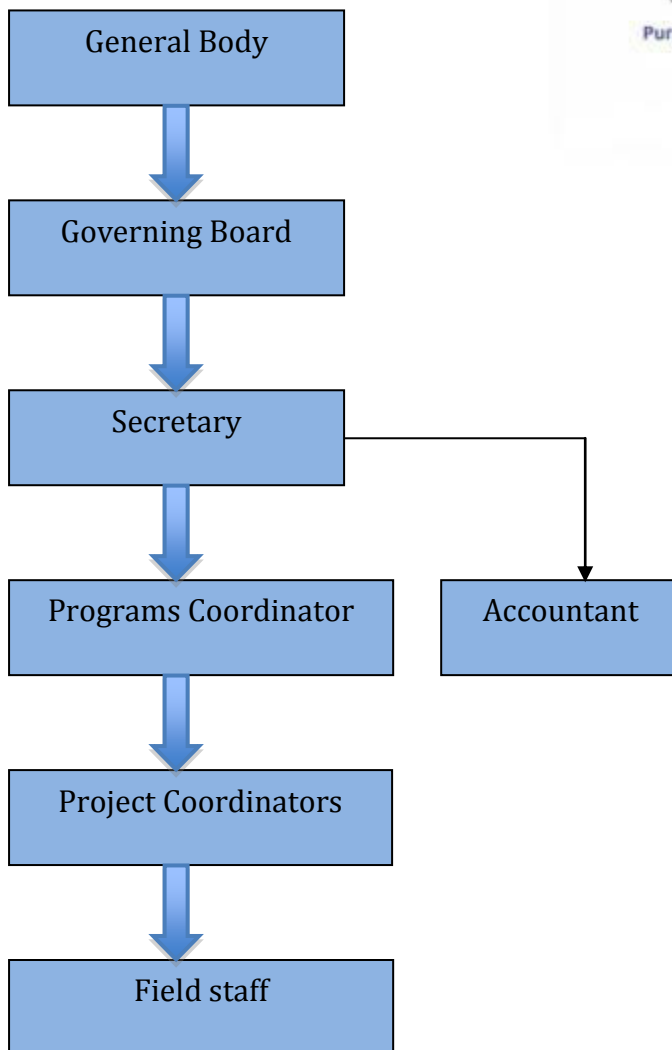 General Body
Governing Board
Secretary
Programs Coordinator
Accountant
Project Coordinators
Field staff